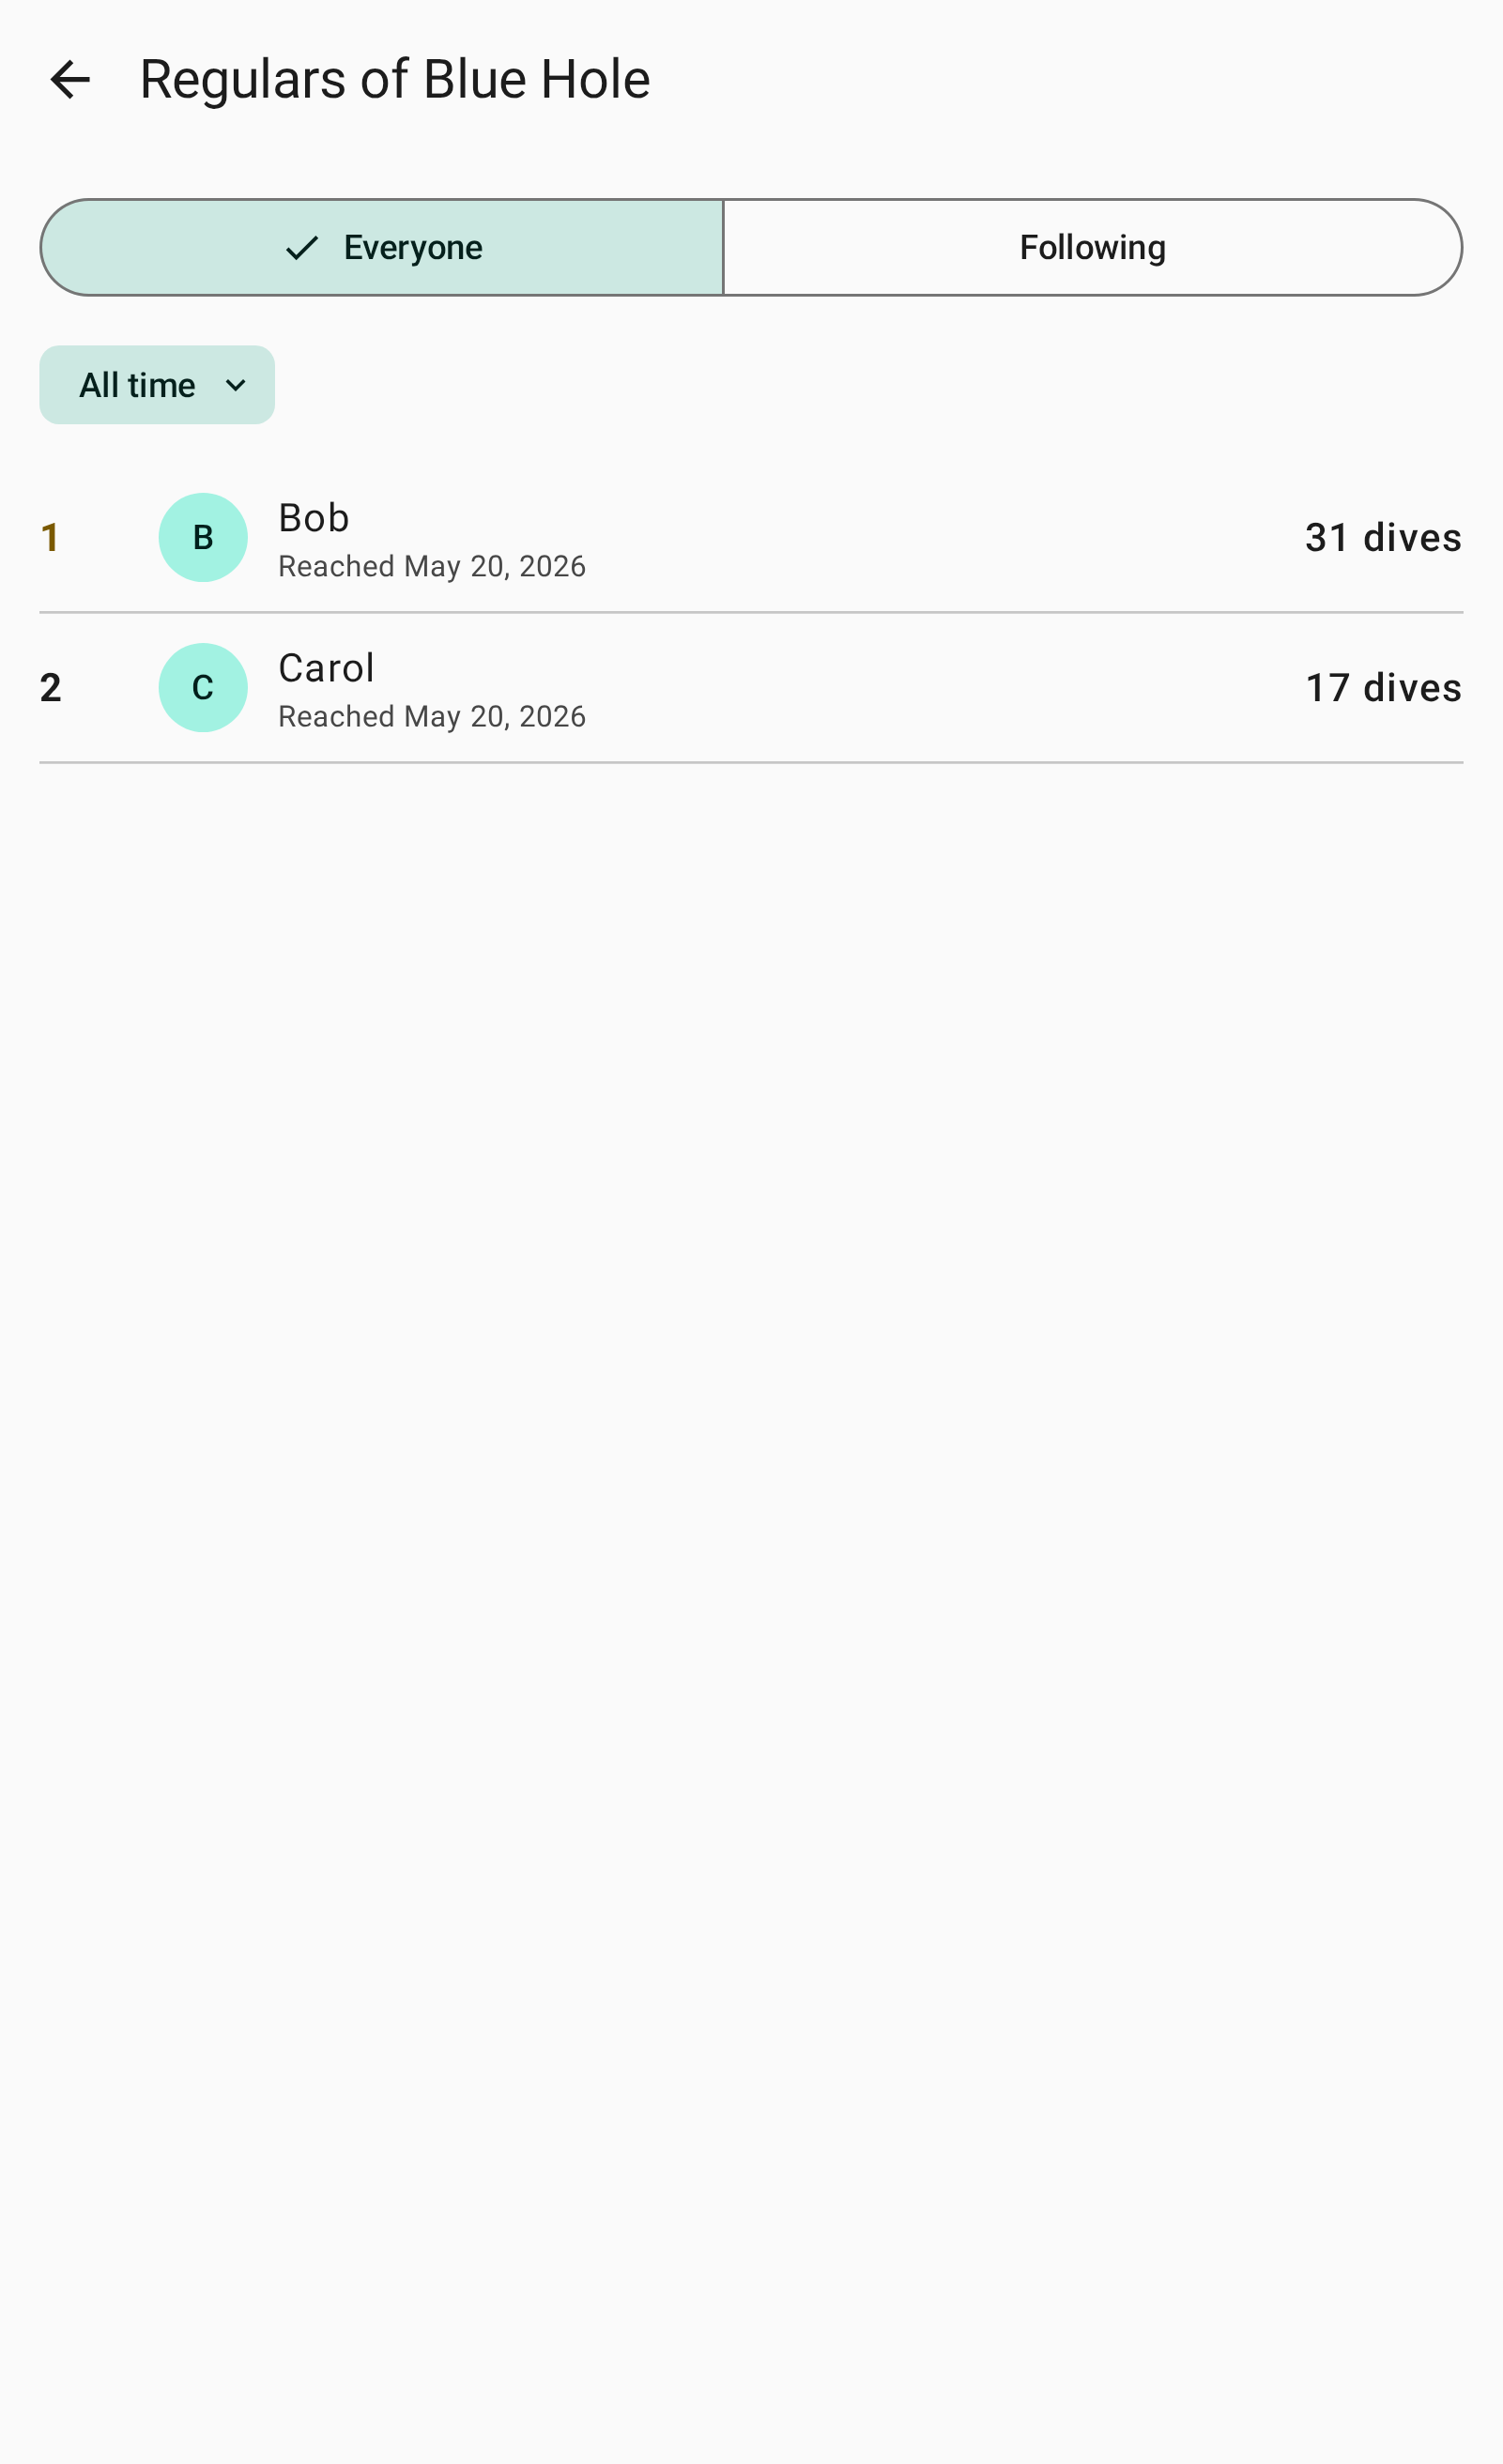 Regulars of Blue Hole
Everyone
Following
All time
1
B
Bob
Reached May 20, 2026
31 dives
2
C
Carol
Reached May 20, 2026
17 dives